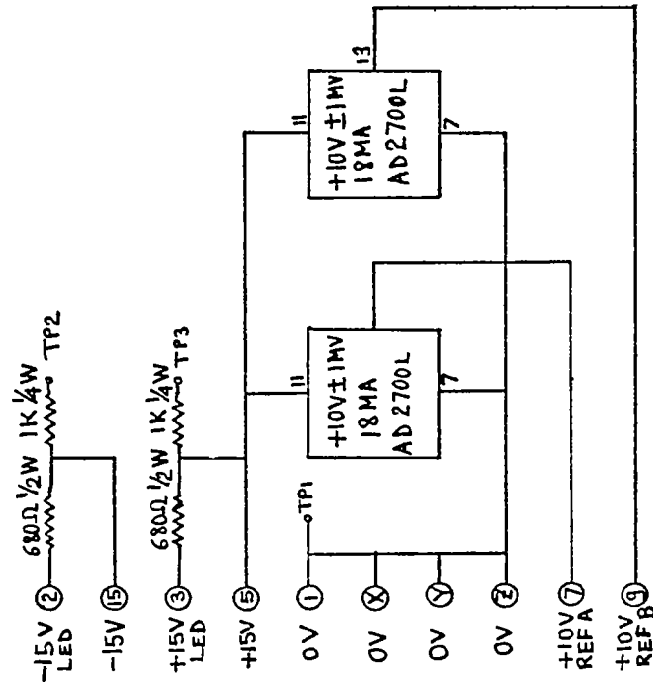 -15V ② 680Ω ½W 1K ¼W TP2
LED
-15V ⑮
+15V ③ 680Ω ½W 1K ¼W TP3
LED
+15V ⑤
0V ① TP1
0V Ⓧ
0V Ⓨ
0V Ⓩ
+10V ⑦
REF A
+10V ⑨
REF B
11
+10V ± 1MV
18MA
AD2700L
7
11
13
+10V ± 1MV
18MA
AD2700L
7